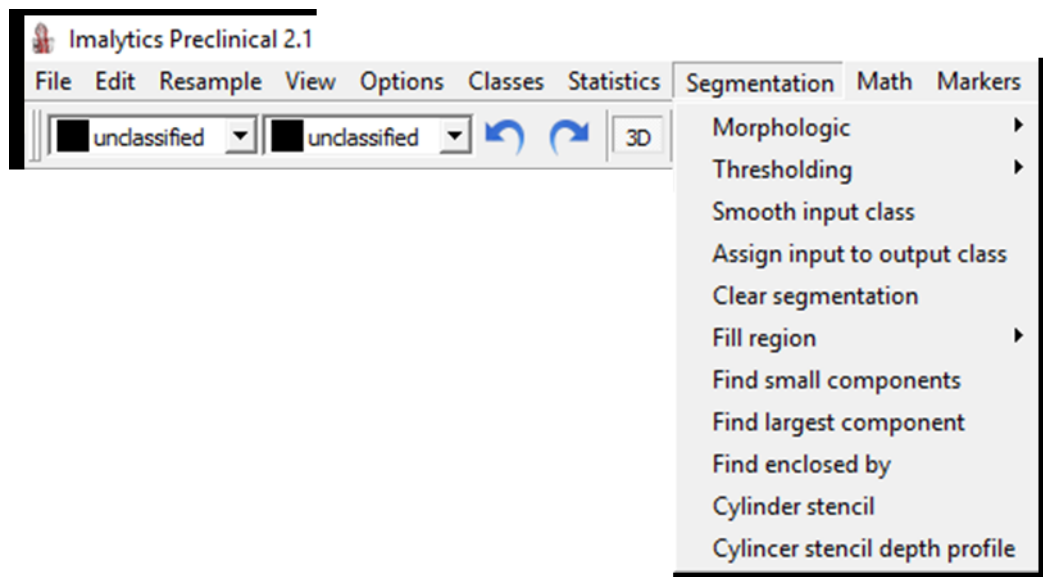 Imalytics Preclinical 2.1
File Edit Resample View Options Classes Statistics Segmentation Math Markers
unclassified unclassified 3D
Morphologic
Thresholding
Smooth input class
Assign input to output class
Clear segmentation
Fill region
Find small components
Find largest component
Find enclosed by
Cylinder stencil
Cylincer stencil depth profile